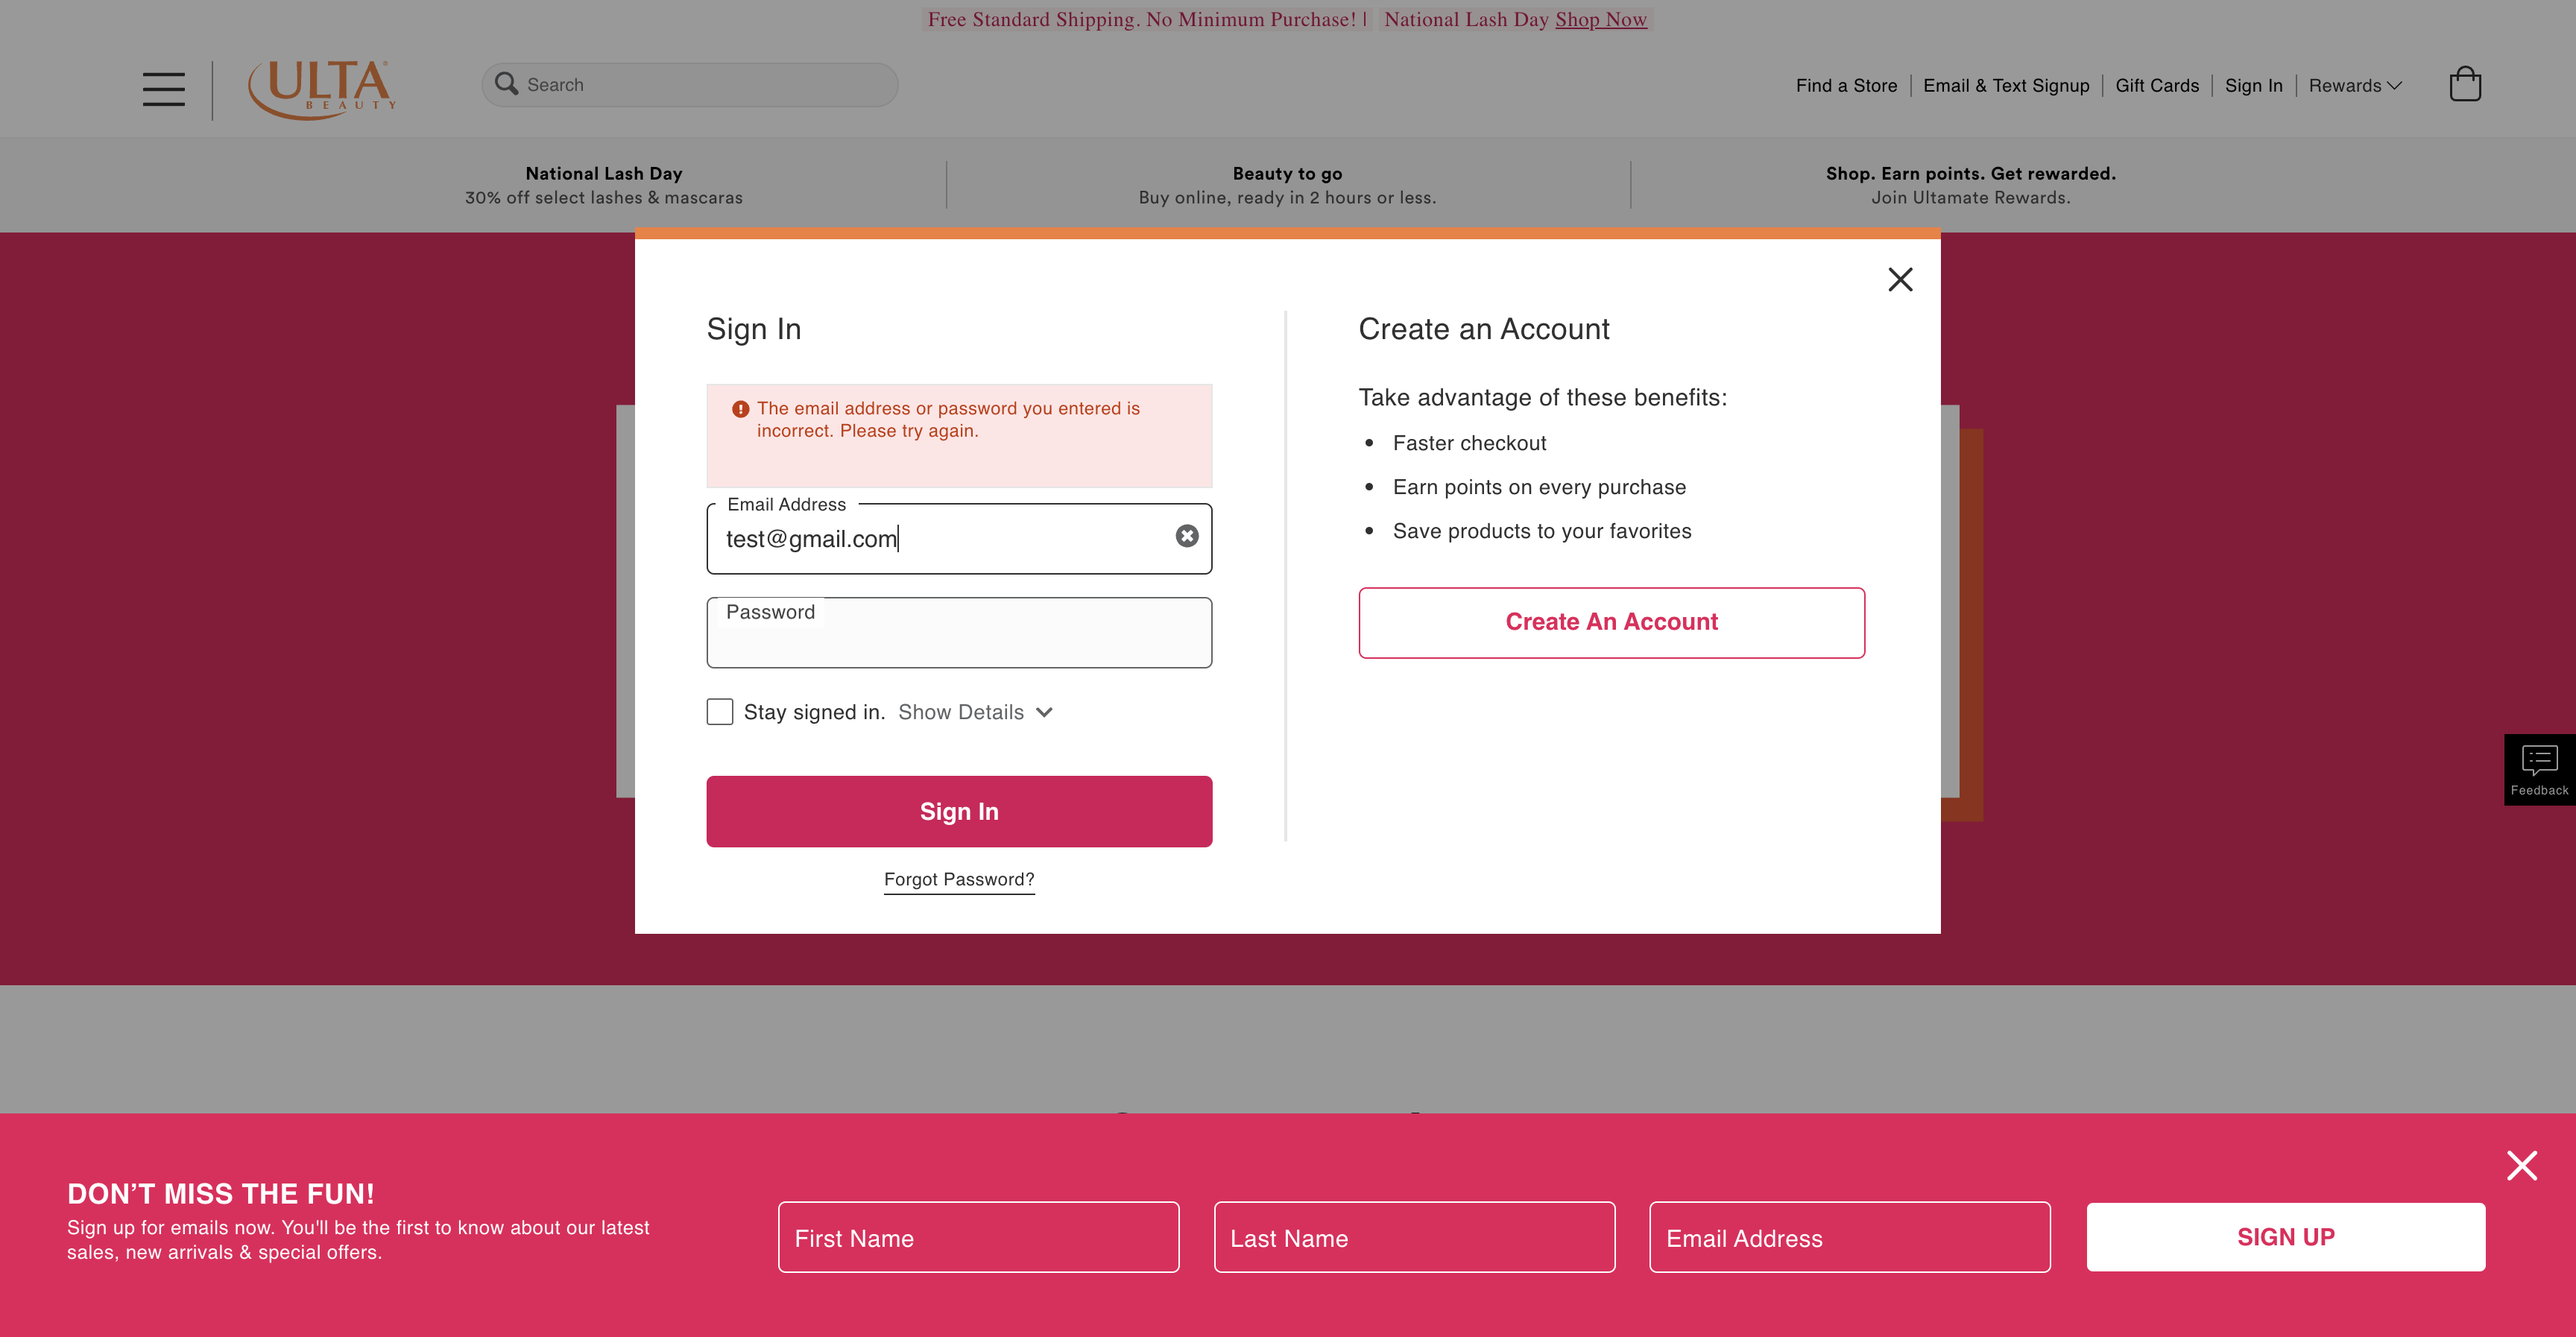 Free Standard Shipping. No Minimum Purchase! | National Lash Day Shop Now
ULTA
BEAUTY
Search
Find a Store
Email & Text Signup
Gift Cards
Sign In
Rewards
National Lash Day
30% off select lashes & mascaras
Beauty to go
Buy online, ready in 2 hours or less.
Shop. Earn points. Get rewarded.
Join Ultamate Rewards.
Sign In
The email address or password you entered is
incorrect. Please try again.
Email Address
test@gmail.com
Password
Stay signed in. Show Details
Sign In
Forgot Password?
Create an Account
Take advantage of these benefits:
• Faster checkout
• Earn points on every purchase
• Save products to your favorites
Create An Account
Feedback
DON'T MISS THE FUN!
Sign up for emails now. You'll be the first to know about our latest
sales, new arrivals & special offers.
First Name
Last Name
Email Address
SIGN UP